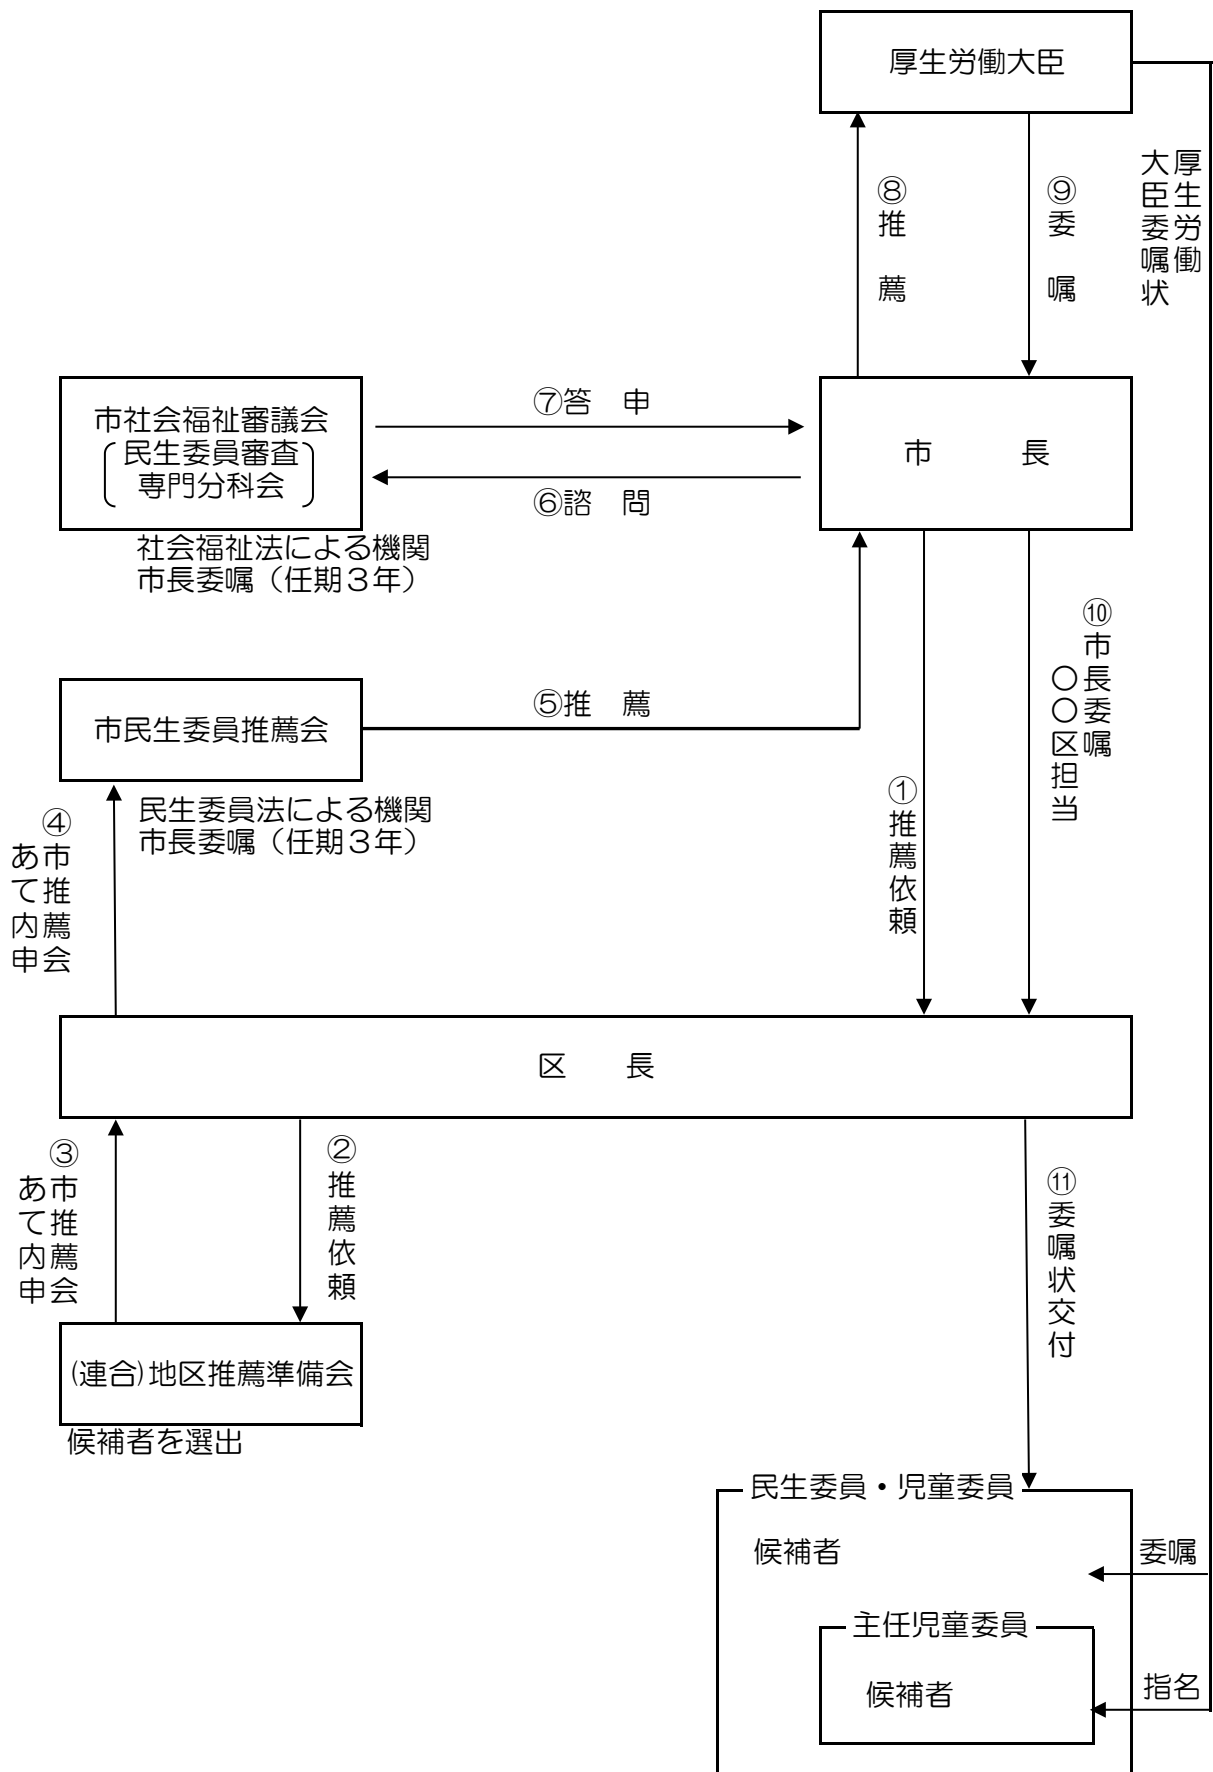 厚生労働大臣
厚生労働
大臣委嘱状
⑧推　薦
⑨委　嘱
市社会福祉審議会
民生委員審査
専門分科会
⑦答　申
⑥諮　問
市　　　長
社会福祉法による機関
市長委嘱（任期３年）
⑩市長委嘱
〇〇区担当
市民生委員推薦会
⑤推　薦
民生委員法による機関
市長委嘱（任期３年）
①推薦依頼
④市推薦会
あて内申
区　　長
③市推薦会
あて内申
②推薦依頼
⑪委嘱状交付
(連合)地区推薦準備会
候補者を選出
民生委員・児童委員
候補者
委嘱
主任児童委員
候補者
指名